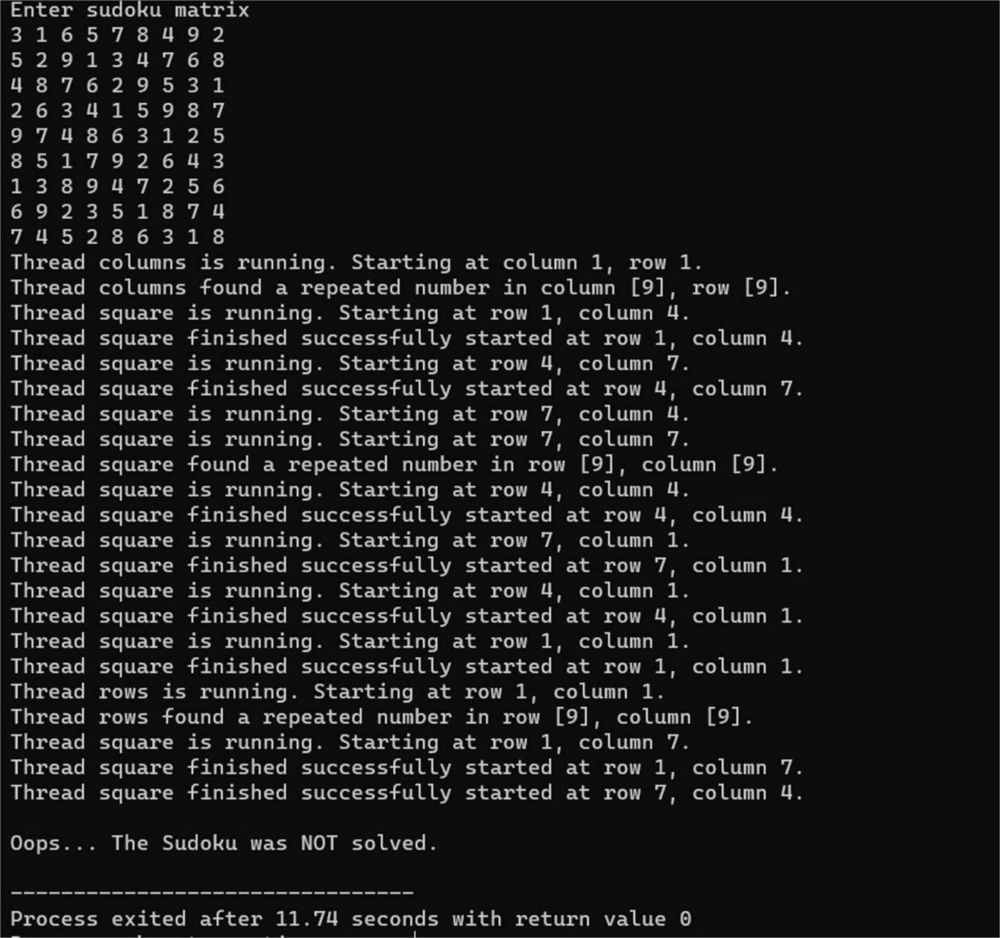 Enter sudoku matrix
3 1 6 5 7 8 4 9 2
5 2 9 1 3 4 7 6 8
4 8 7 6 2 9 5 3 1
2 6 3 4 1 5 9 8 7
9 7 4 8 6 3 1 2 5
8 5 1 7 9 2 6 4 3
1 3 8 9 4 7 2 5 6
6 9 2 3 5 1 8 7 4
7 4 5 2 8 6 3 1 8
Thread columns is running. Starting at column 1, row 1.
Thread columns found a repeated number in column [9], row [9].
Thread square is running. Starting at row 1, column 4.
Thread square finished successfully started at row 1, column 4.
Thread square is running. Starting at row 4, column 7.
Thread square finished successfully started at row 4, column 7.
Thread square is running. Starting at row 7, column 4.
Thread square is running. Starting at row 7, column 7.
Thread square found a repeated number in row [9], column [9].
Thread square is running. Starting at row 4, column 4.
Thread square finished successfully started at row 4, column 4.
Thread square is running. Starting at row 7, column 1.
Thread square finished successfully started at row 7, column 1.
Thread square is running. Starting at row 4, column 1.
Thread square finished successfully started at row 4, column 1.
Thread square is running. Starting at row 1, column 1.
Thread square finished successfully started at row 1, column 1.
Thread rows is running. Starting at row 1, column 1.
Thread rows found a repeated number in row [9], column [9].
Thread square is running. Starting at row 1, column 7.
Thread square finished successfully started at row 1, column 7.
Thread square finished successfully started at row 7, column 4.
Oops... The Sudoku was NOT solved.
--------------------------------
Process exited after 11.74 seconds with return value 0